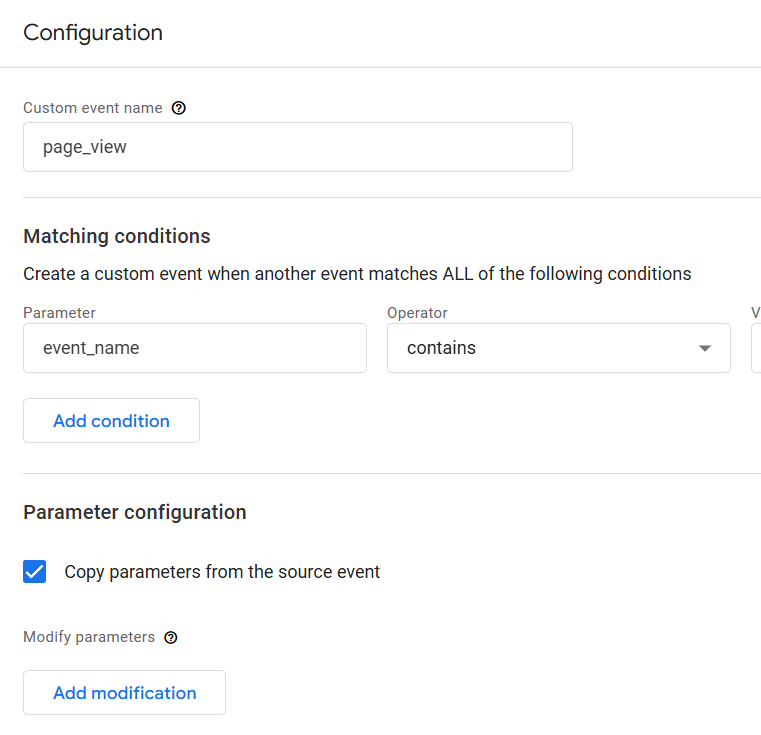 Configuration
Custom event name
page_view
Matching conditions
Create a custom event when another event matches ALL of the following conditions
Parameter Operator V
event_name contains
Add condition
Parameter configuration
Copy parameters from the source event
Modify parameters
Add modification